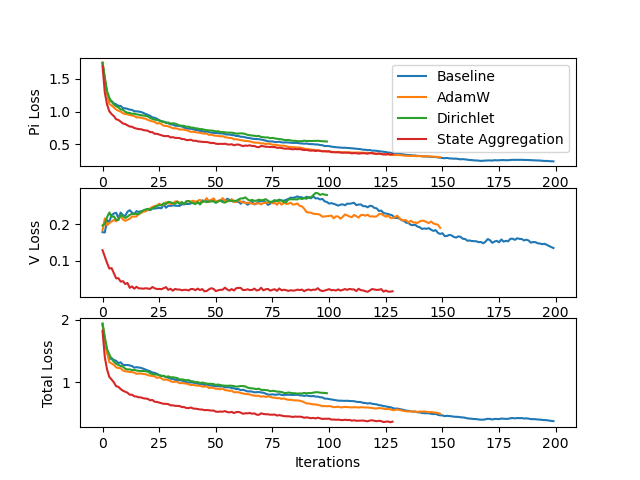 Pi Loss
1.5
1.0
0.5
Baseline
AdamW
Dirichlet
State Aggregation
0 25 50 75 100 125 150 175 200
V Loss
0.2
0.1
0 25 50 75 100 125 150 175 200
Total Loss
2
1
0 25 50 75 100 125 150 175 200
Iterations